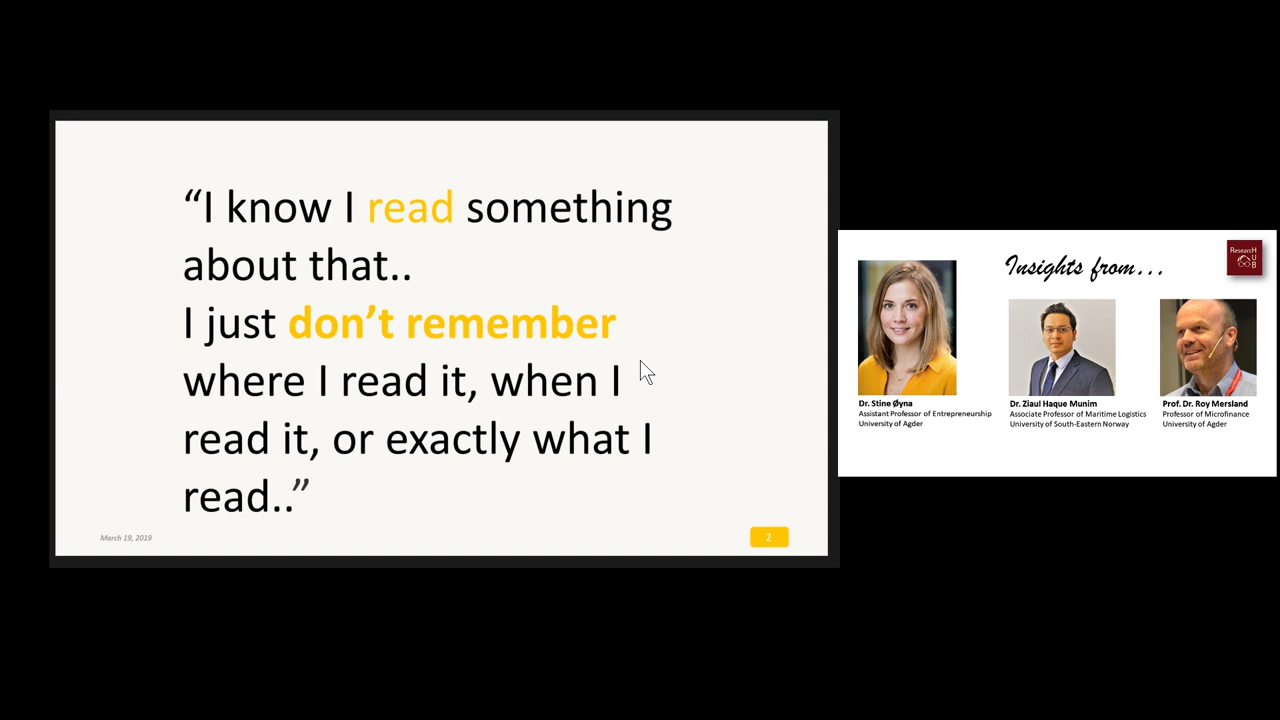 “I know I read something
about that..
I just don’t remember
where I read it, when I
read it, or exactly what I
read..”
March 19, 2019
2
Insights from...
ResearcH
U
B
Dr. Stine Øyna
Assistant Professor of Entrepreneurship
University of Agder
Dr. Ziaul Haque Munim
Associate Professor of Maritime Logistics
University of South-Eastern Norway
Prof. Dr. Roy Mersland
Professor of Microfinance
University of Agder